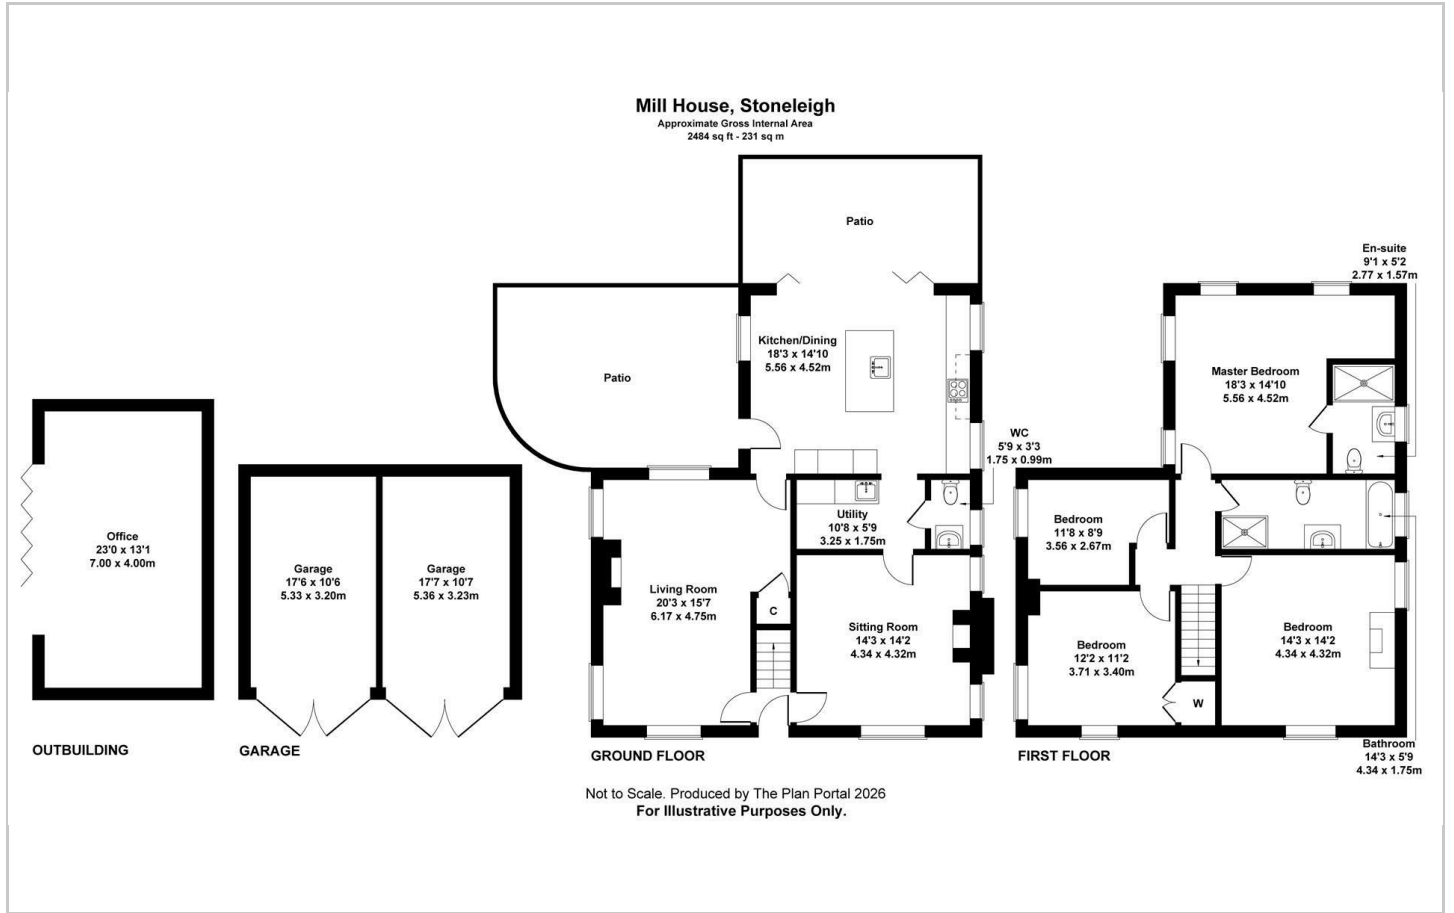 Mill House, Stoneleigh
Approximate Gross Internal Area
2484 sq ft - 231 sq m
Patio
Patio
Kitchen/Dining
18'3 x 14'10
5.56 x 4.52m
WC
5'9 x 3'3
1.75 x 0.99m
Utility
10'8 x 5'9
3.25 x 1.75m
Living Room
20'3 x 15'7
6.17 x 4.75m
C
Sitting Room
14'3 x 14'2
4.34 x 4.32m
GROUND FLOOR
Office
23'0 x 13'1
7.00 x 4.00m
OUTBUILDING
Garage
17'6 x 10'6
5.33 x 3.20m
Garage
17'7 x 10'7
5.36 x 3.23m
GARAGE
En-suite
9'1 x 5'2
2.77 x 1.57m
Master Bedroom
18'3 x 14'10
5.56 x 4.52m
Bedroom
11'8 x 8'9
3.56 x 2.67m
Bedroom
12'2 x 11'2
3.71 x 3.40m
W
Bedroom
14'3 x 14'2
4.34 x 4.32m
Bathroom
14'3 x 5'9
4.34 x 1.75m
FIRST FLOOR
Not to Scale. Produced by The Plan Portal 2026
For Illustrative Purposes Only.